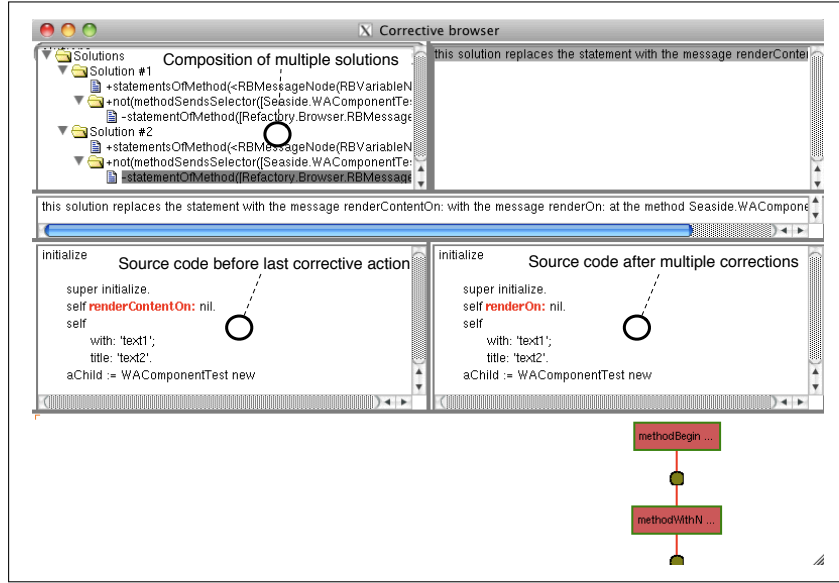 Corrective browser
Solutions
Solution #1
+statementsOfMethod(<RBMessageNode(RBVariableN
+not(methodSendsSelector([Seaside.WAComponentTe
-statementOfMethod([Refactory.Browser.RBMessage
Solution #2
+statementsOfMethod(<RBMessageNode(RBVariableN
+not(methodSendsSelector([Seaside.WAComponentTe
-statementOfMethod([Refactory.Browser.RBMessage
Composition of multiple solutions
this solution replaces the statement with the message renderConte
this solution replaces the statement with the message renderContentOn: with the message renderOn: at the method Seaside.WACompone
initialize
Source code before last corrective action
super initialize.
self renderContentOn: nil.
self
with: 'text1';
title: 'text2'.
aChild := WAComponentTest new
initialize
Source code after multiple corrections
super initialize.
self renderOn: nil.
self
with: 'text1';
title: 'text2'.
aChild := WAComponentTest new
methodBegin ...
methodWithN ...